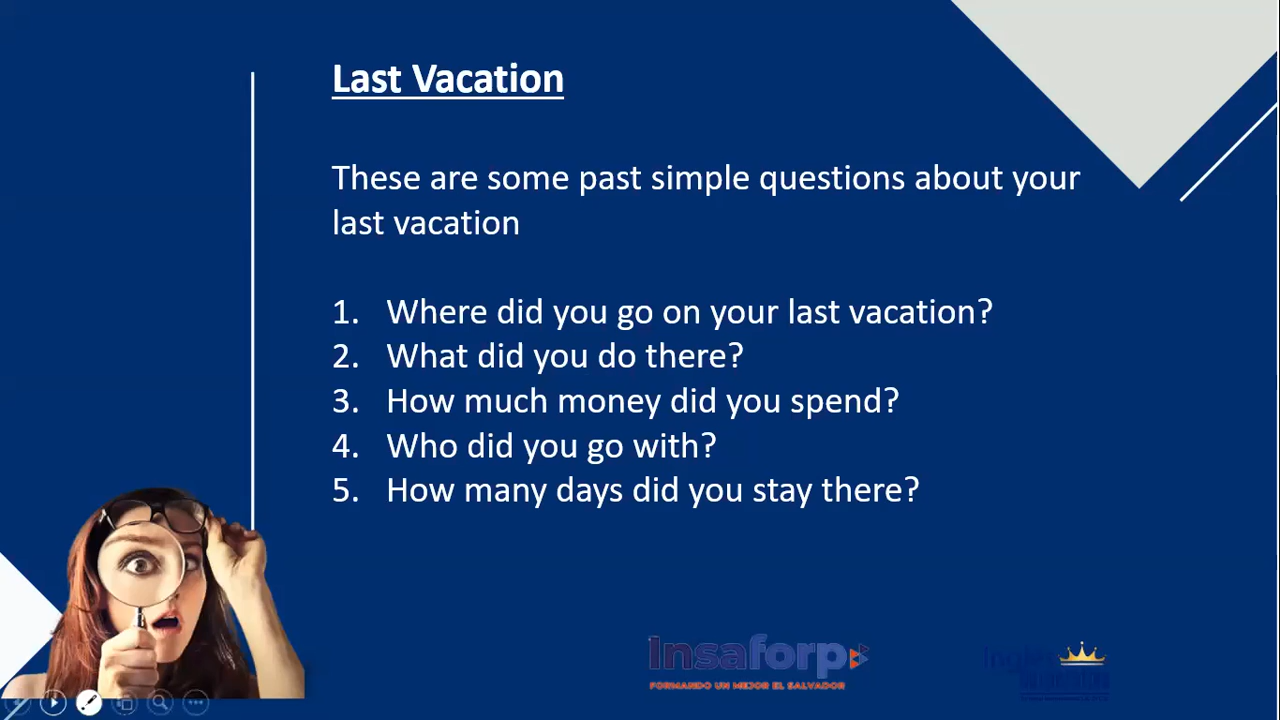 Last Vacation
These are some past simple questions about your
last vacation
1. Where did you go on your last vacation?
2. What did you do there?
3. How much money did you spend?
4. Who did you go with?
5. How many days did you stay there?
Insaforp
FORMANDO UN MEJOR EL SALVADOR